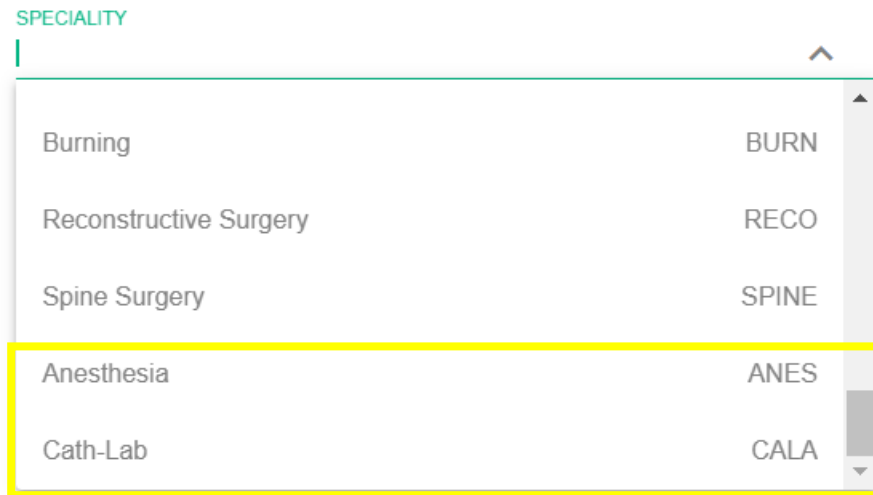 SPECIALITY
Burning BURN
Reconstructive Surgery RECO
Spine Surgery SPINE
Anesthesia ANES
Cath-Lab CALA